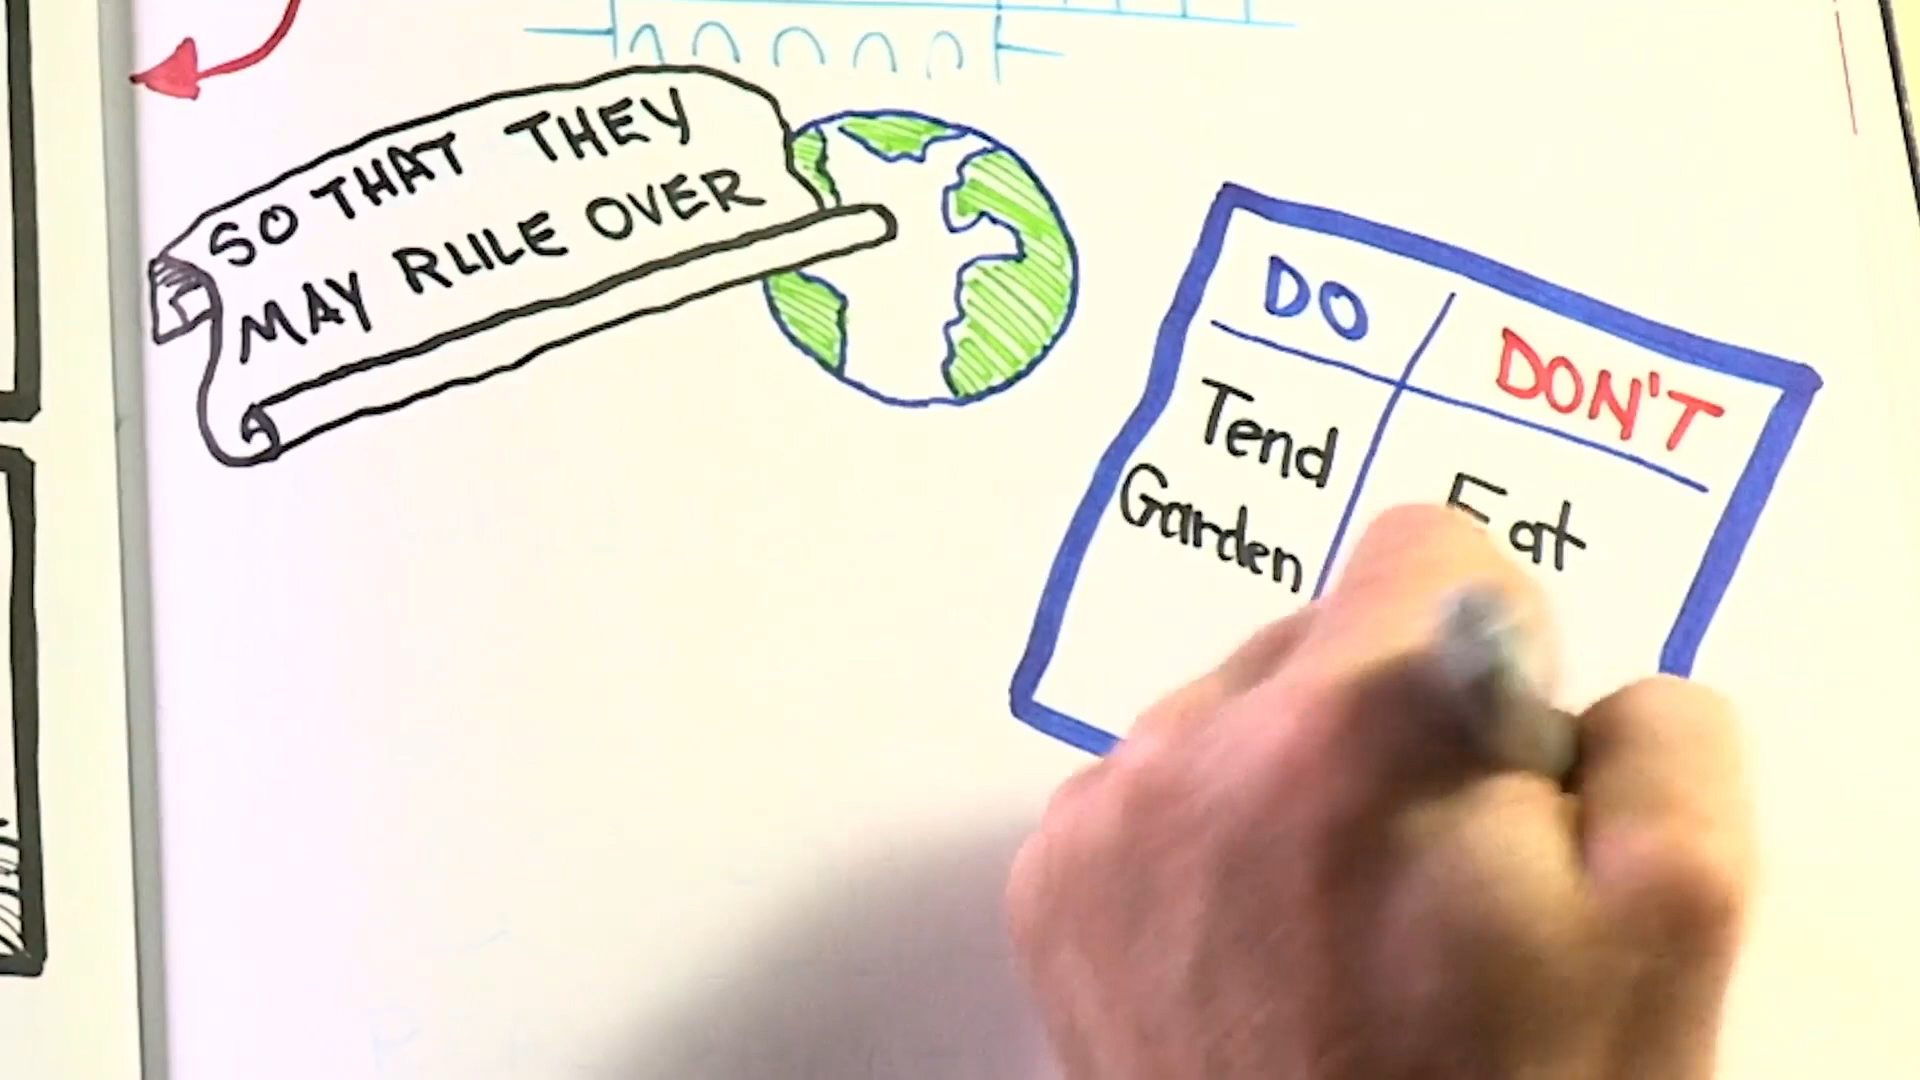 SO THAT THEY
MAY RULE OVER
DO
DON'T
Tend
Garden
Eat